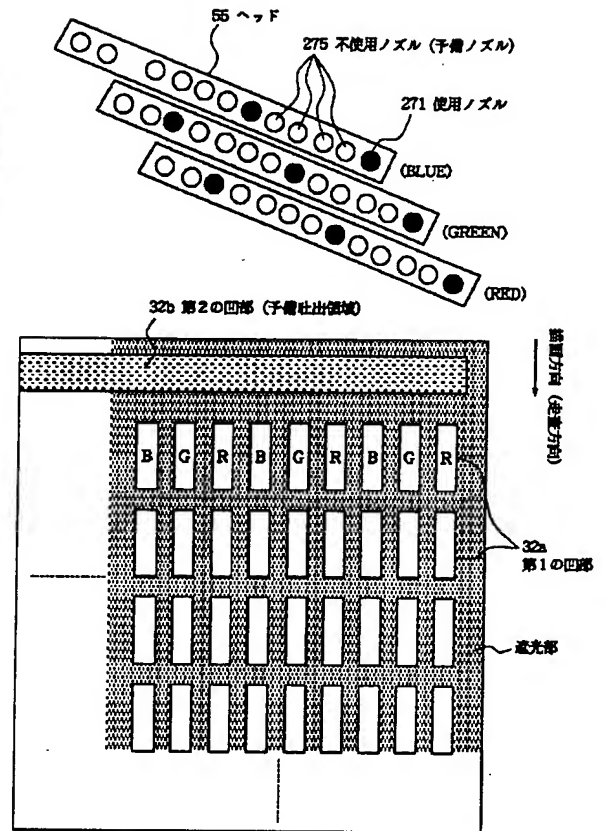 55 ヘッド
275 不使用ノズル(予備ノズル)
271 使用ノズル
(BLUE)
(GREEN)
(RED)
32b 第2の凹部(予備吐出領域)
描画方向(走査方向)
B G R B G R B G R
32a
第1の凹部
遮光部